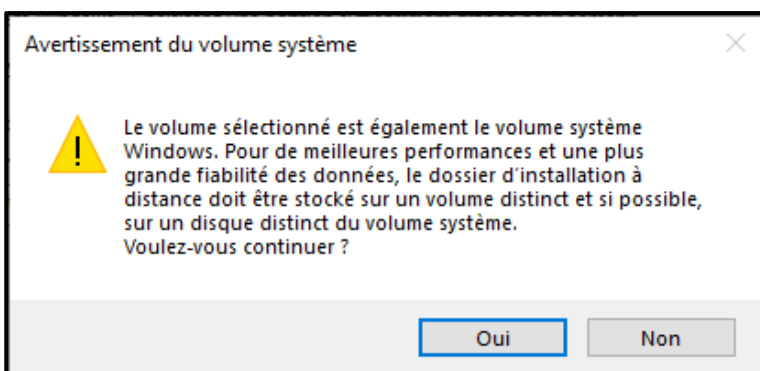 Avertissement du volume système
Le volume sélectionné est également le volume système
Windows. Pour de meilleures performances et une plus
grande fiabilité des données, le dossier d'installation à
distance doit être stocké sur un volume distinct et si possible,
sur un disque distinct du volume système.
Voulez-vous continuer ?
Oui
Non